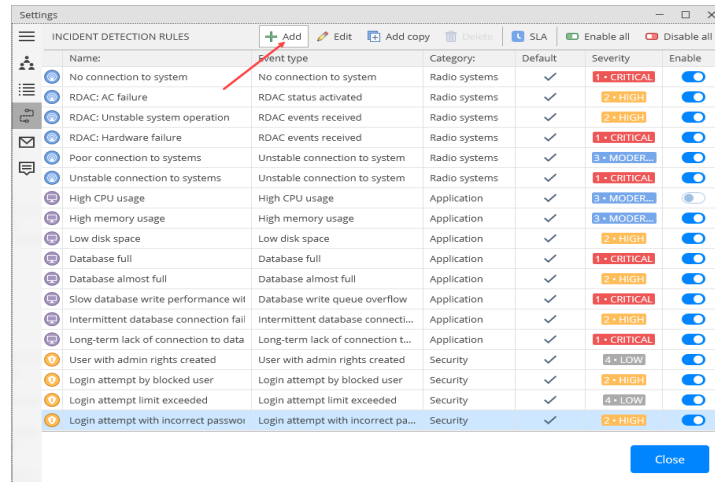 Settings
INCIDENT DETECTION RULES Add Edit Add copy Delete SLA Enable all Disable all
Name: Event type Category: Default Severity Enable
No connection to system No connection to system Radio systems 1 • CRITICAL
RDAC: AC failure RDAC status activated Radio systems 2 • HIGH
RDAC: Unstable system operation RDAC events received Radio systems 2 • HIGH
RDAC: Hardware failure RDAC events received Radio systems 1 • CRITICAL
Poor connection to systems Unstable connection to system Radio systems 3 • MODER...
Unstable connection to systems Unstable connection to system Radio systems 1 • CRITICAL
High CPU usage High CPU usage Application 3 • MODER...
High memory usage High memory usage Application 3 • MODER...
Low disk space Low disk space Application 2 • HIGH
Database full Database full Application 1 • CRITICAL
Database almost full Database almost full Application 2 • HIGH
Slow database write performance wit Database write queue overflow Application 1 • CRITICAL
Intermittent database connection fail Intermittent database connecti... Application 2 • HIGH
Long-term lack of connection to data Long-term lack of connection t... Application 1 • CRITICAL
User with admin rights created User with admin rights created Security 4 • LOW
Login attempt by blocked user Login attempt by blocked user Security 2 • HIGH
Login attempt limit exceeded Login attempt limit exceeded Security 4 • LOW
Login attempt with incorrect passwor Login attempt with incorrect pa... Security 2 • HIGH
Close